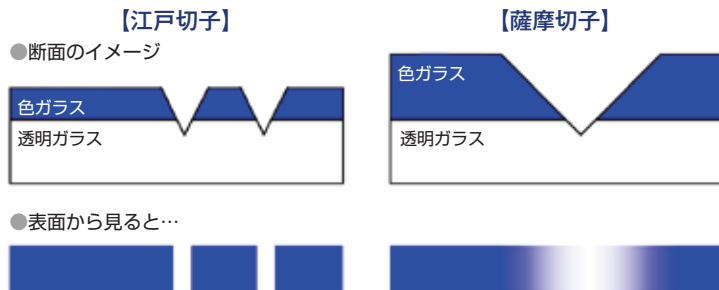 【江戸切子】
【薩摩切子】
●断面のイメージ
色ガラス
透明ガラス
色ガラス
透明ガラス
●表面から見ると…